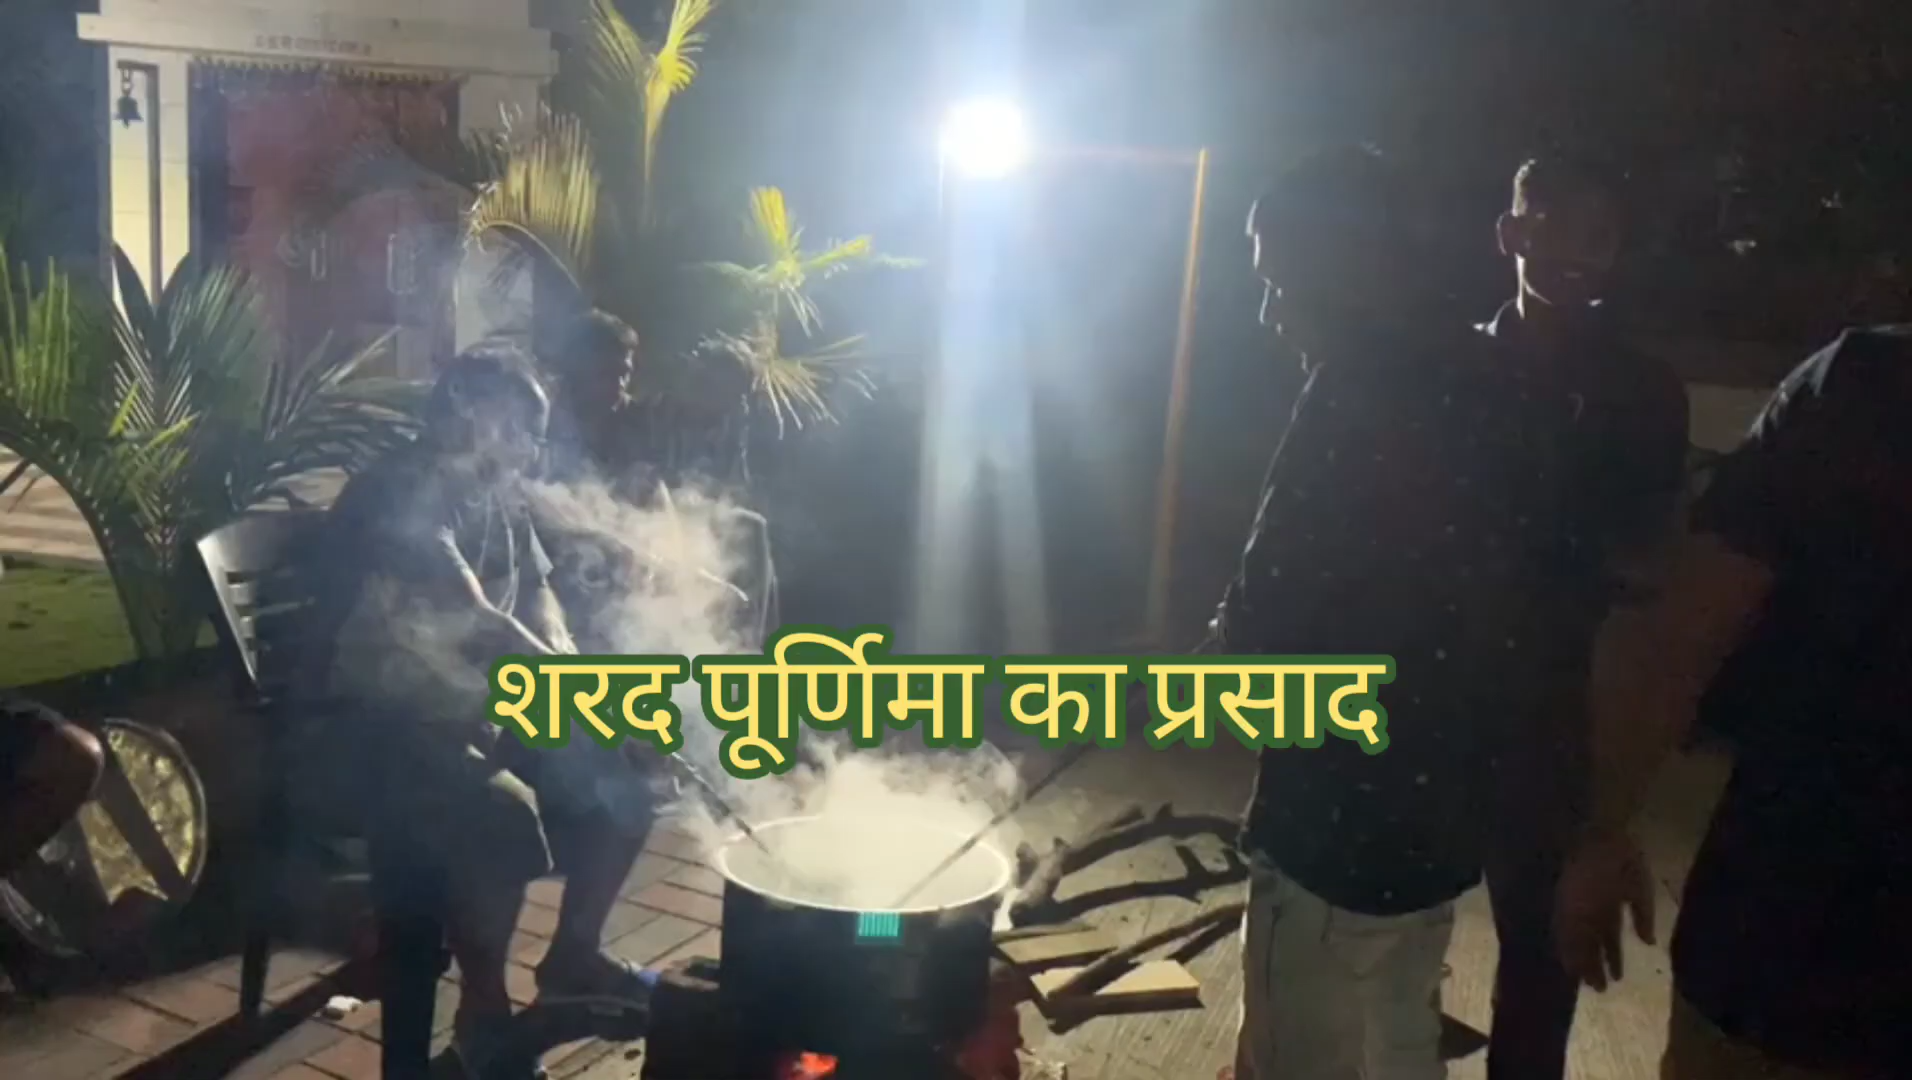 शरद पूर्णिमा का प्रसाद